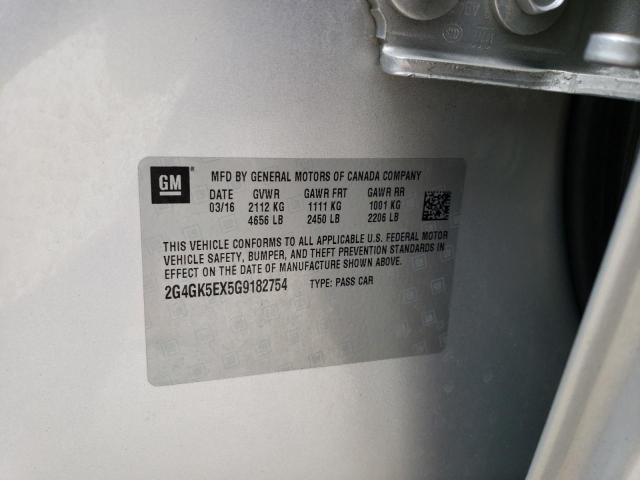 GM
MFD BY GENERAL MOTORS OF CANADA COMPANY
DATE GVWR GAWR FRT GAWR RR
03/16 2112 KG 1111 KG 1001 KG
4656 LB 2450 LB 2206 LB
THIS VEHICLE CONFORMS TO ALL APPLICABLE U.S. FEDERAL MOTOR
VEHICLE SAFETY, BUMPER, AND THEFT PREVENTION STANDARDS IN
EFFECT ON THE DATE OF MANUFACTURE SHOWN ABOVE.
2G4GK5EX5G9182754 TYPE: PASS CAR